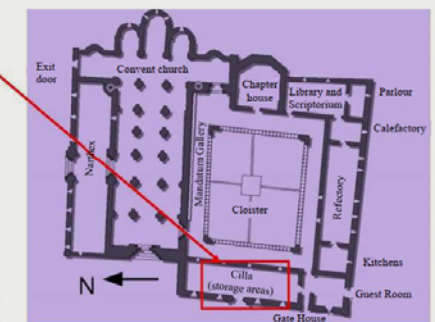 Exit
door
Convent church
Chapter
house
Library and
Scriptorium
Parlour
Calefactory
Narthex
Mandatum Gallery
Cloister
Refectory
Kitchens
N
Cilla
(storage areas)
Guest Room
Gate House